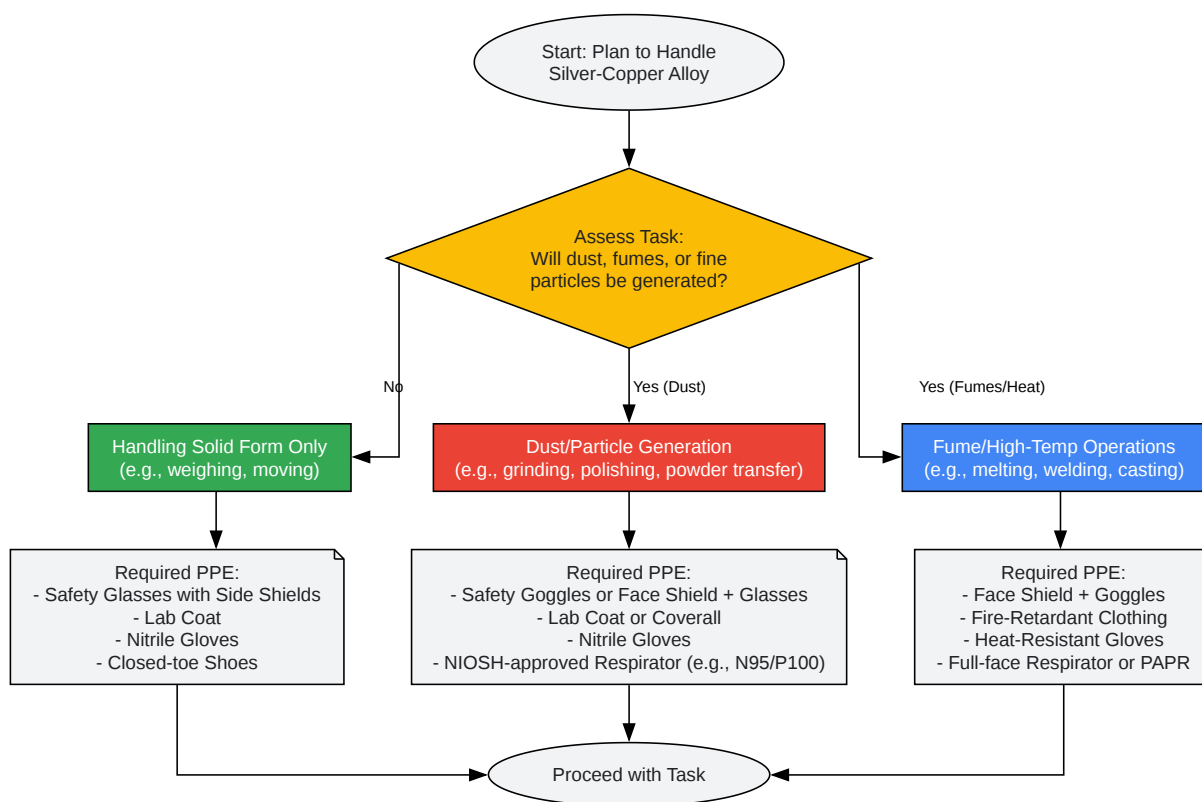 Start: Plan to Handle
Silver-Copper Alloy
Assess Task:
Will dust, fumes, or fine
particles be generated?
No
Yes (Dust)
Yes (Fumes/Heat)
Handling Solid Form Only
(e.g., weighing, moving)
Dust/Particle Generation
(e.g., grinding, polishing, powder transfer)
Fume/High-Temp Operations
(e.g., melting, welding, casting)
Required PPE:
- Safety Glasses with Side Shields
- Lab Coat
- Nitrile Gloves
- Closed-toe Shoes
Required PPE:
- Safety Goggles or Face Shield + Glasses
- Lab Coat or Coverall
- Nitrile Gloves
- NIOSH-approved Respirator (e.g., N95/P100)
Required PPE:
- Face Shield + Goggles
- Fire-Retardant Clothing
- Heat-Resistant Gloves
- Full-face Respirator or PAPR
Proceed with Task